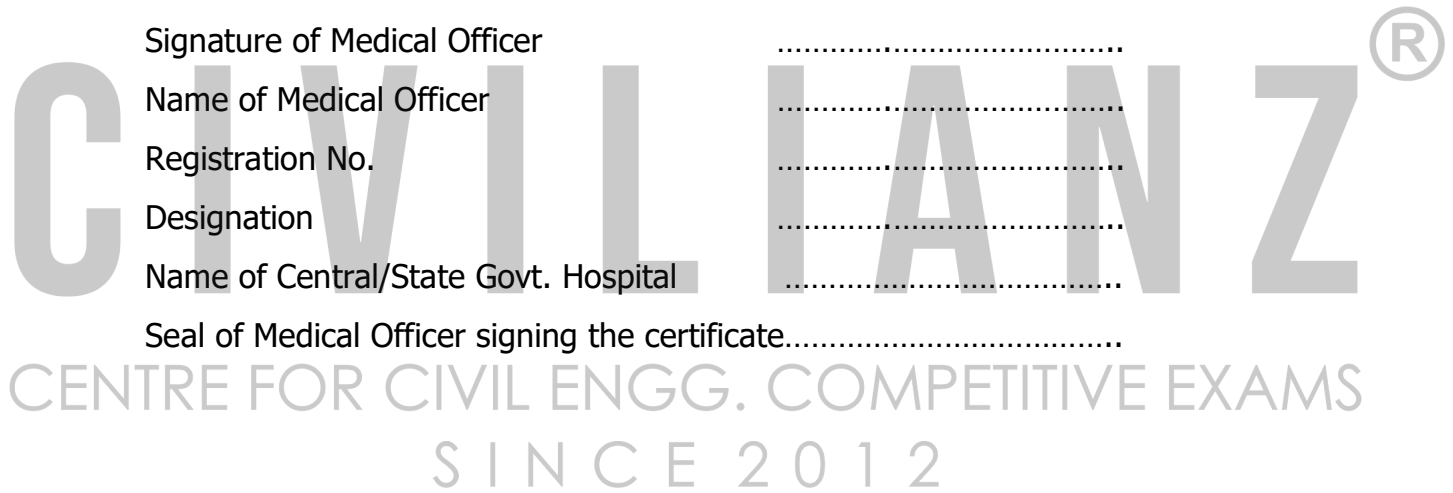 Signature of Medical Officer ………….……………………..
Name of Medical Officer ………….……………………..
Registration No. ………….……………………..
Designation ………….……………………..
Name of Central/State Govt. Hospital ………………………………..
Seal of Medical Officer signing the certificate………………………………..
CIVILIANZ®
CENTRE FOR CIVIL ENGG. COMPETITIVE EXAMS
SINCE 2012